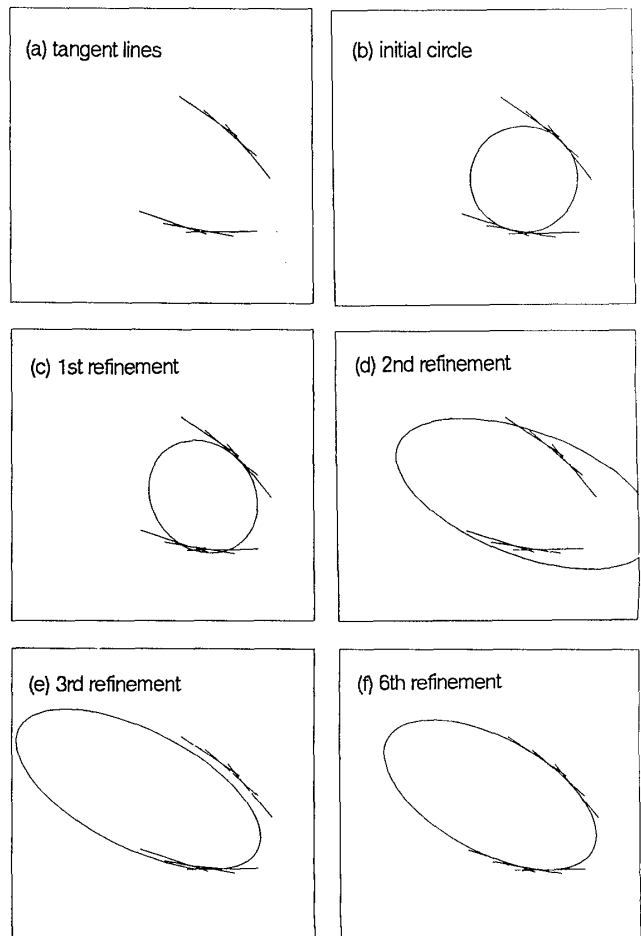 (a) tangent lines
(b) initial circle
(c) 1st refinement
(d) 2nd refinement
(e) 3rd refinement
(f) 6th refinement